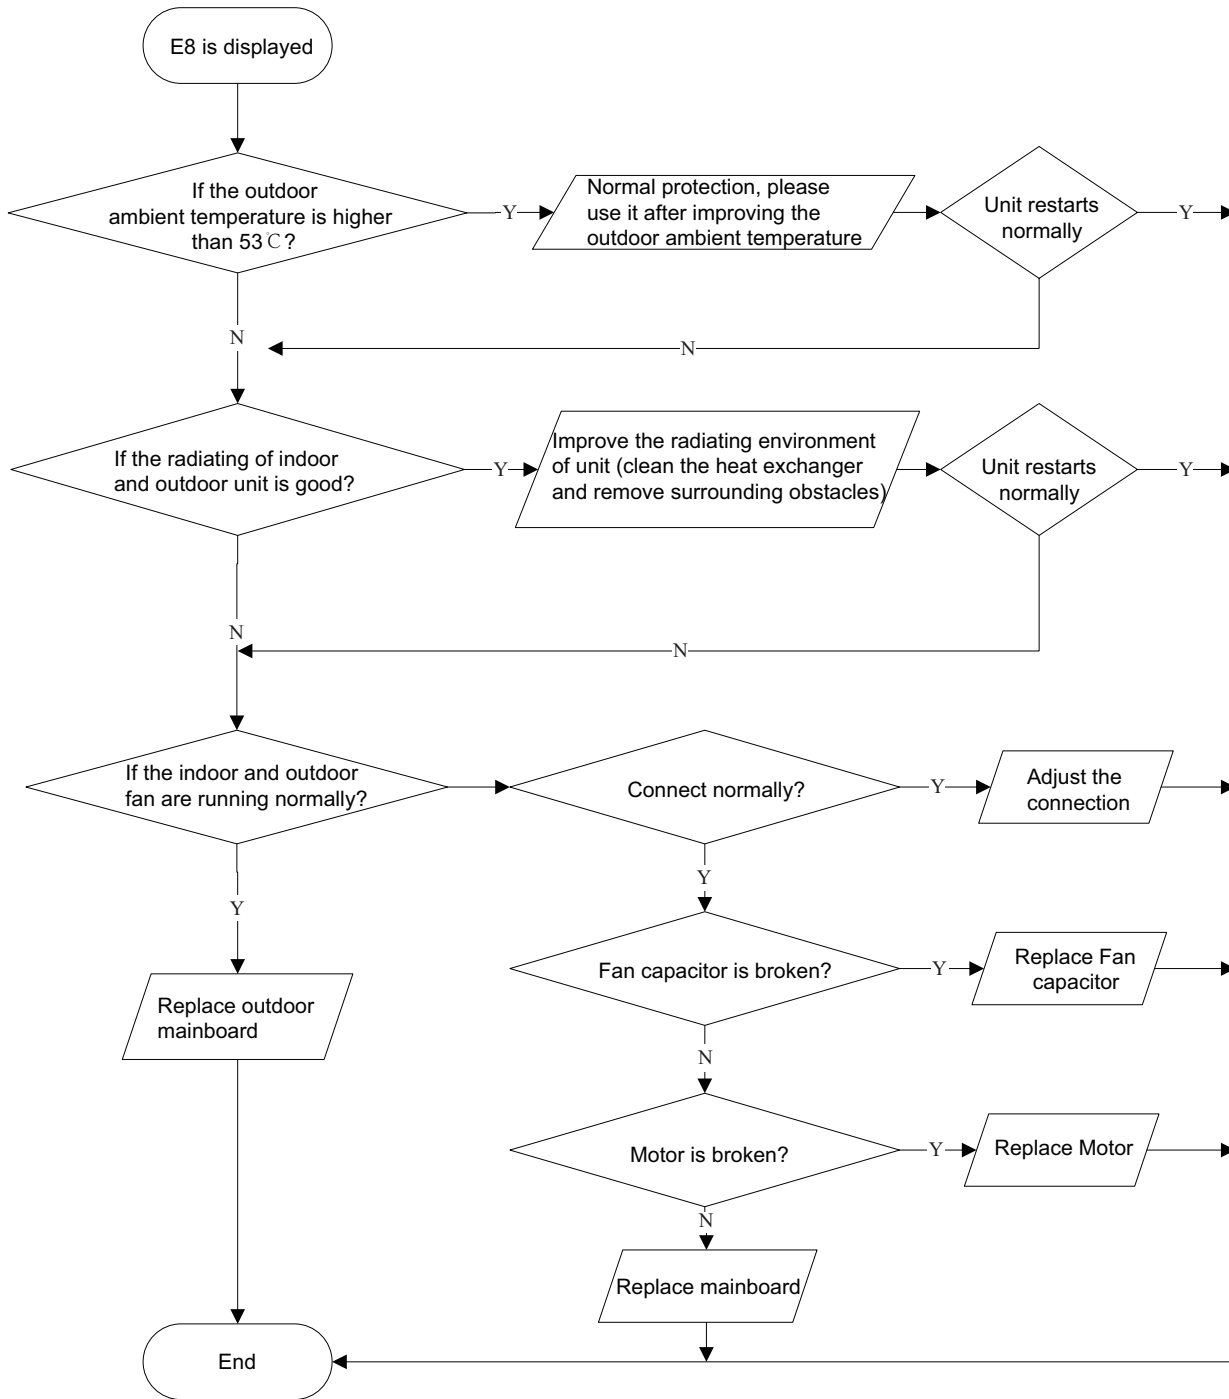 E8 is displayed
If the outdoor
ambient temperature is higher
than 53℃?
Y
Normal protection, please
use it after improving the
outdoor ambient temperature
Unit restarts
normally
Y
N
N
If the radiating of indoor
and outdoor unit is good?
Y
Improve the radiating environment
of unit (clean the heat exchanger
and remove surrounding obstacles)
Unit restarts
normally
Y
N
N
If the indoor and outdoor
fan are running normally?
Connect normally?
Y
Adjust the
connection
Y
Y
Fan capacitor is broken?
Y
Replace Fan
capacitor
Replace outdoor
mainboard
N
Motor is broken?
Y
Replace Motor
N
Replace mainboard
End